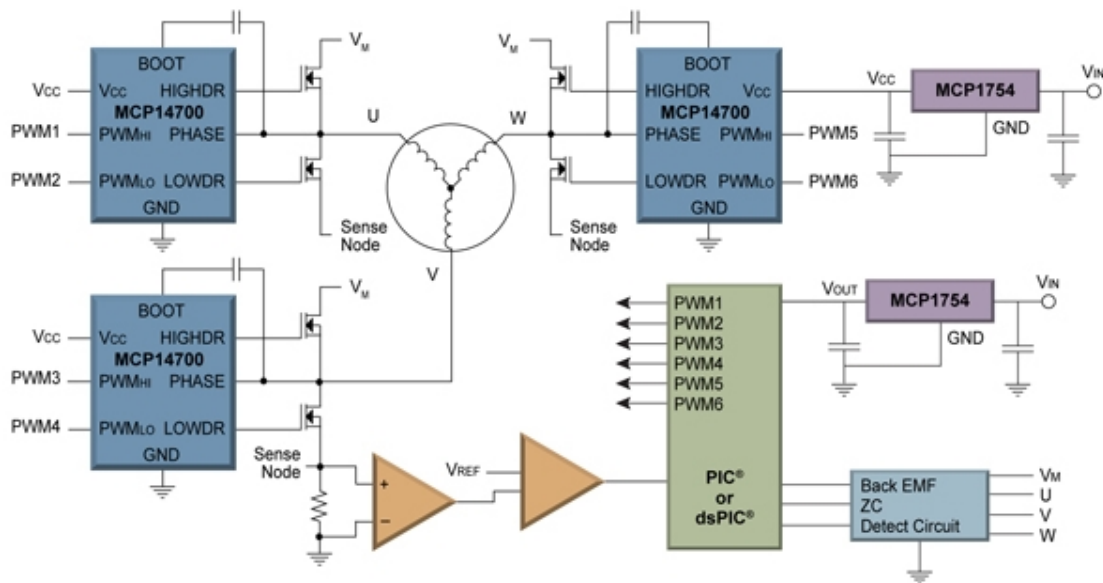 BOOT
Vcc Vcc HIGHDR
MCP14700
PWM1 PWMHI PHASE
PWM2 PWMLO LOWDR
GND
VM
Sense
Node
U
W
VM
Sense
Node
BOOT
HIGHDR Vcc
MCP14700
PHASE PWMHI PWM5
LOWDR PWMLO PWM6
GND
Vcc
MCP1754
GND
VIN
V
BOOT
Vcc Vcc HIGHDR
MCP14700
PWM3 PWMHI PHASE
PWM4 PWMLO LOWDR
GND
VM
Sense
Node
+
–
VREF
PWM1
PWM2
PWM3
PWM4
PWM5
PWM6
PIC®
or
dsPIC®
VOUT
MCP1754
GND
VIN
Back EMF
ZC
Detect Circuit
VM
U
V
W